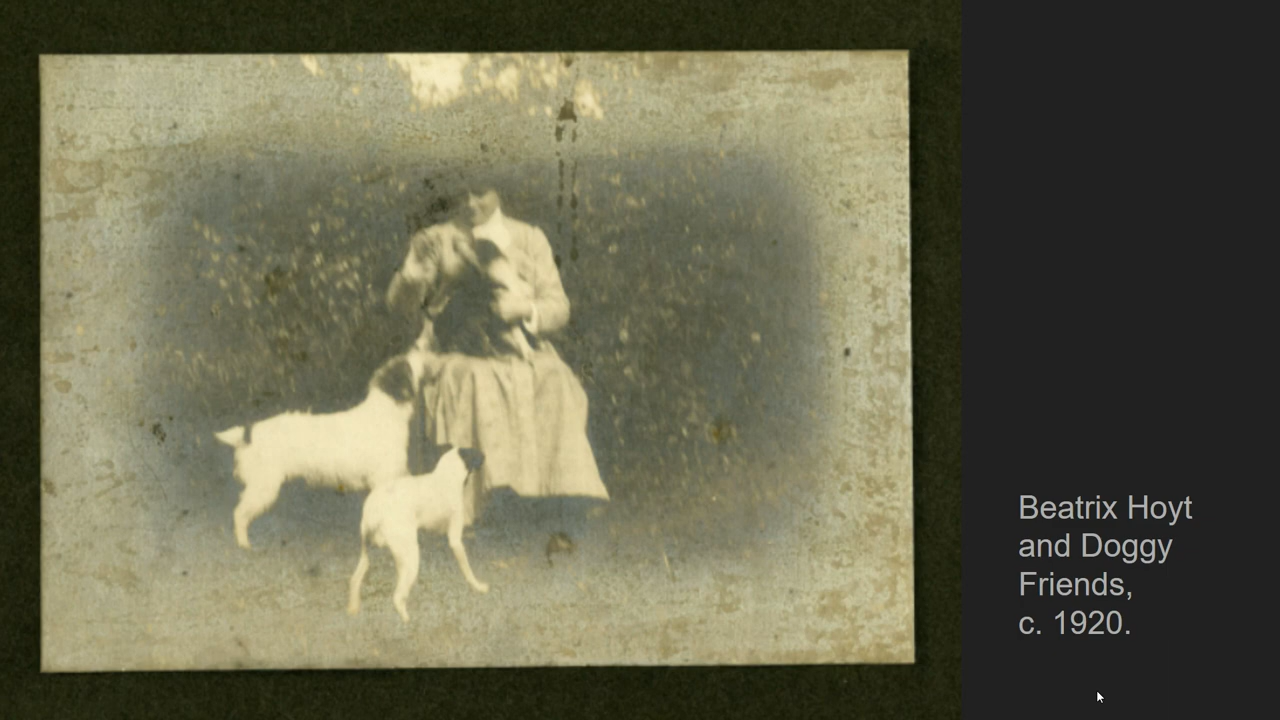 Beatrix Hoyt
and Doggy
Friends,
c. 1920.